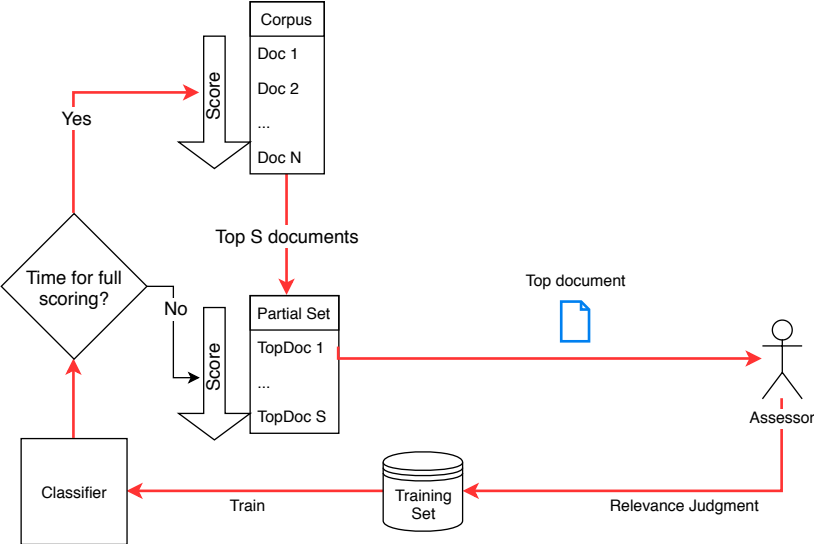 Corpus
Doc 1
Doc 2
...
Doc N
Score
Yes
Top S documents
Time for full
scoring?
No
Partial Set
TopDoc 1
...
TopDoc S
Score
Top document
Assessor
Classifier
Train
Training
Set
Relevance Judgment